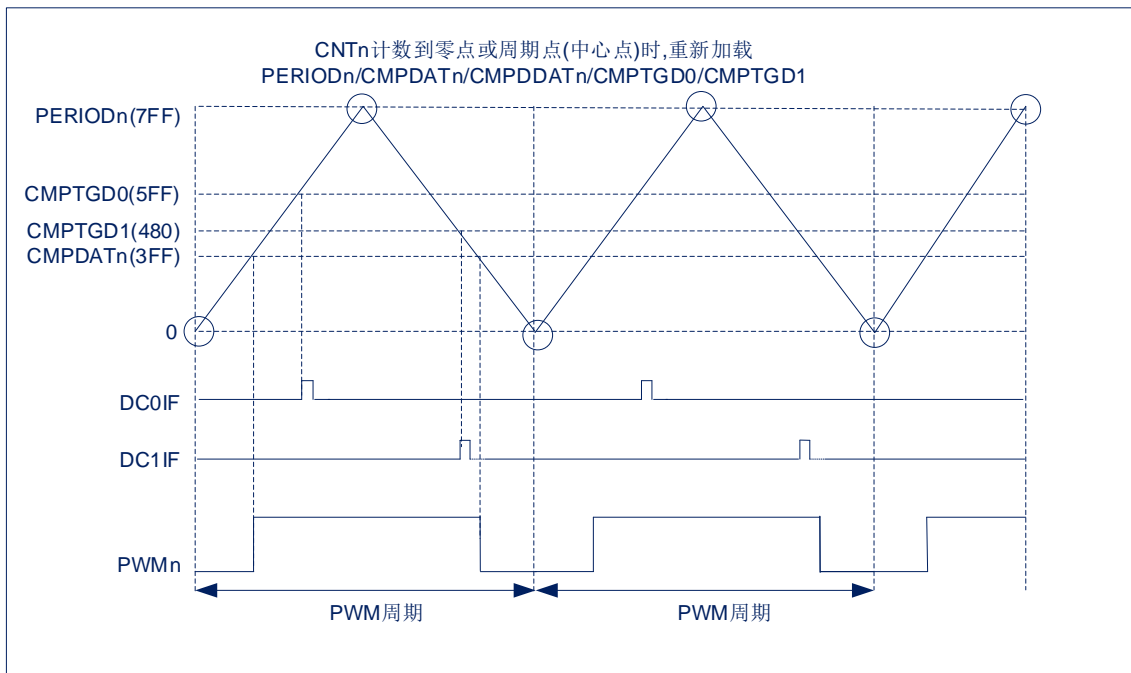 CNTn计数到零点或周期点(中心点)时,重新加载
PERIODn/CMPDATn/CMPDDATn/CMPTGD0/CMPTGD1
PERIODn(7FF)
CMPTGD0(5FF)
CMPTGD1(480)
CMPDATn(3FF)
0
DC0IF
DC1IF
PWMn
PWM周期
PWM周期